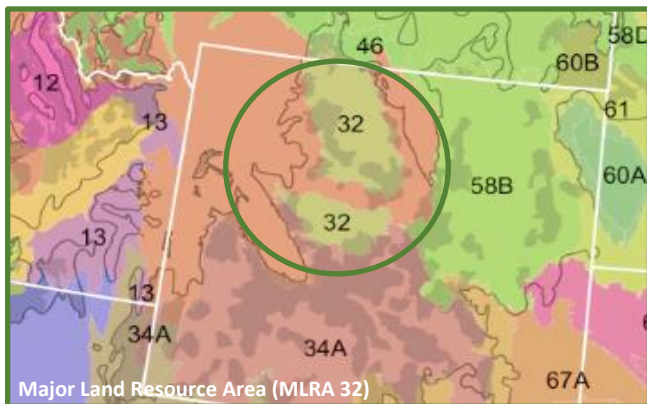 46
58D
60B
12
13
32
61
60A
58B
13
32
13
34A
34A
67A
Major Land Resource Area (MLRA 32)